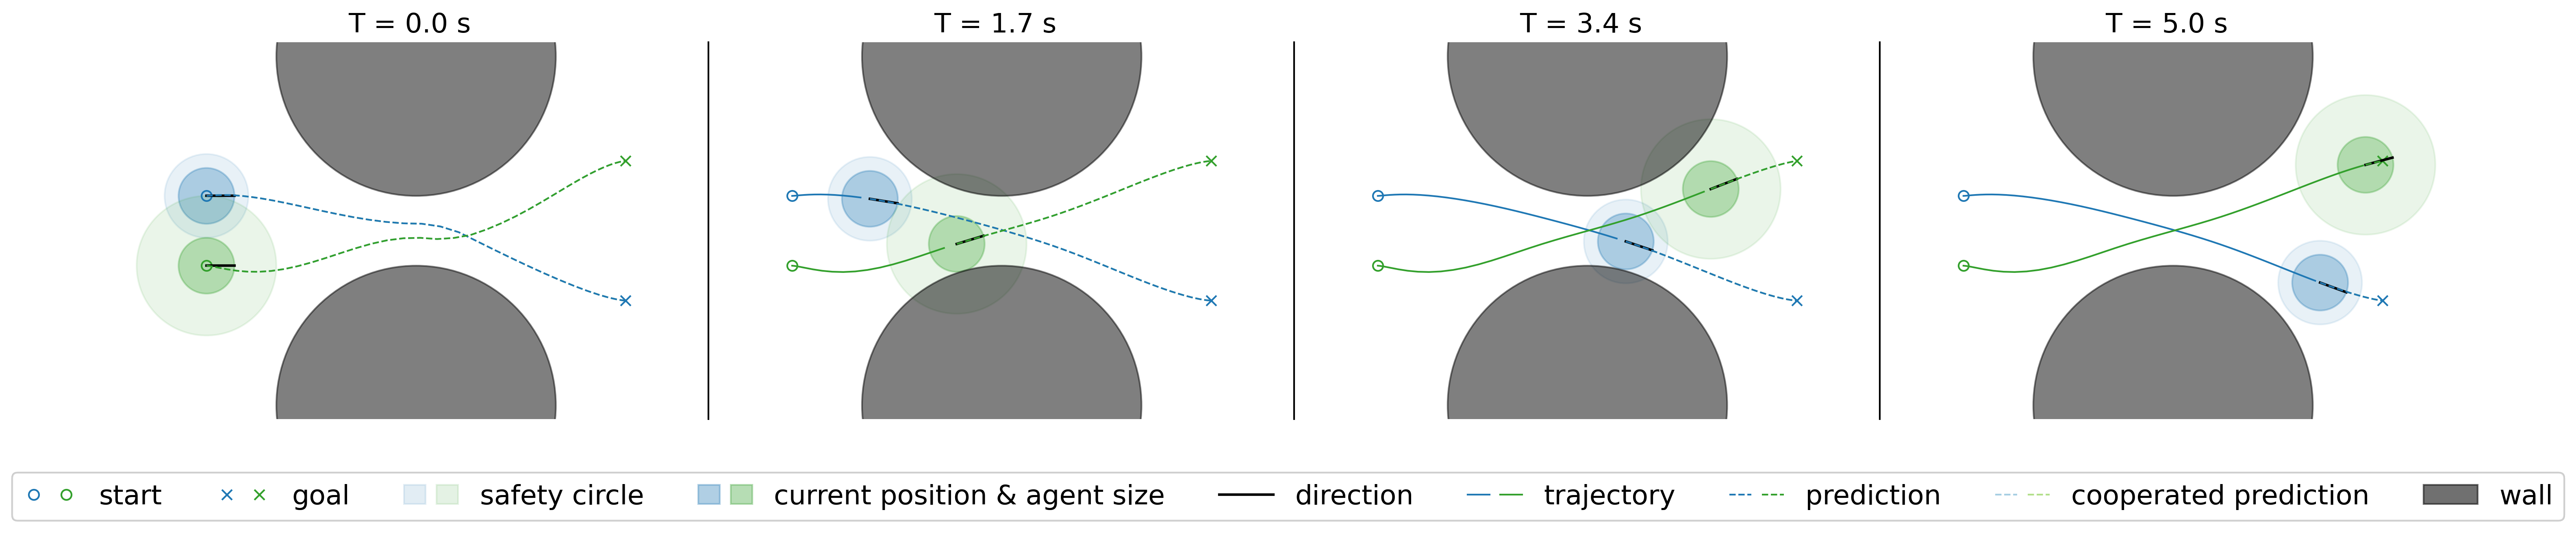 T = 0.0 s
T = 1.7 s
T = 3.4 s
T = 5.0 s
start
goal
safety circle
current position & agent size
direction
trajectory
prediction
cooperated prediction
wall